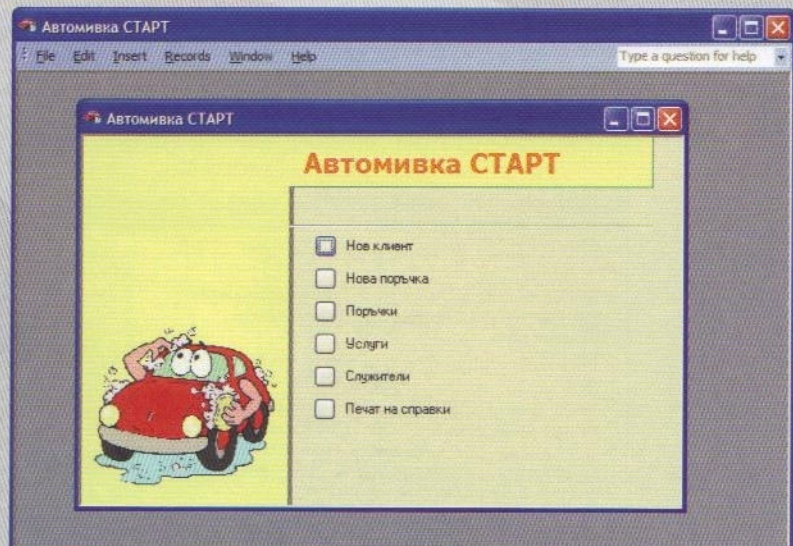 Автомивка СТАРТ
File Edit Insert Records Window Help
Type a question for help
Автомивка СТАРТ
Автомивка СТАРТ
Нов клиент
Нова поръчка
Поръчки
Услуги
Служители
Печат на справки